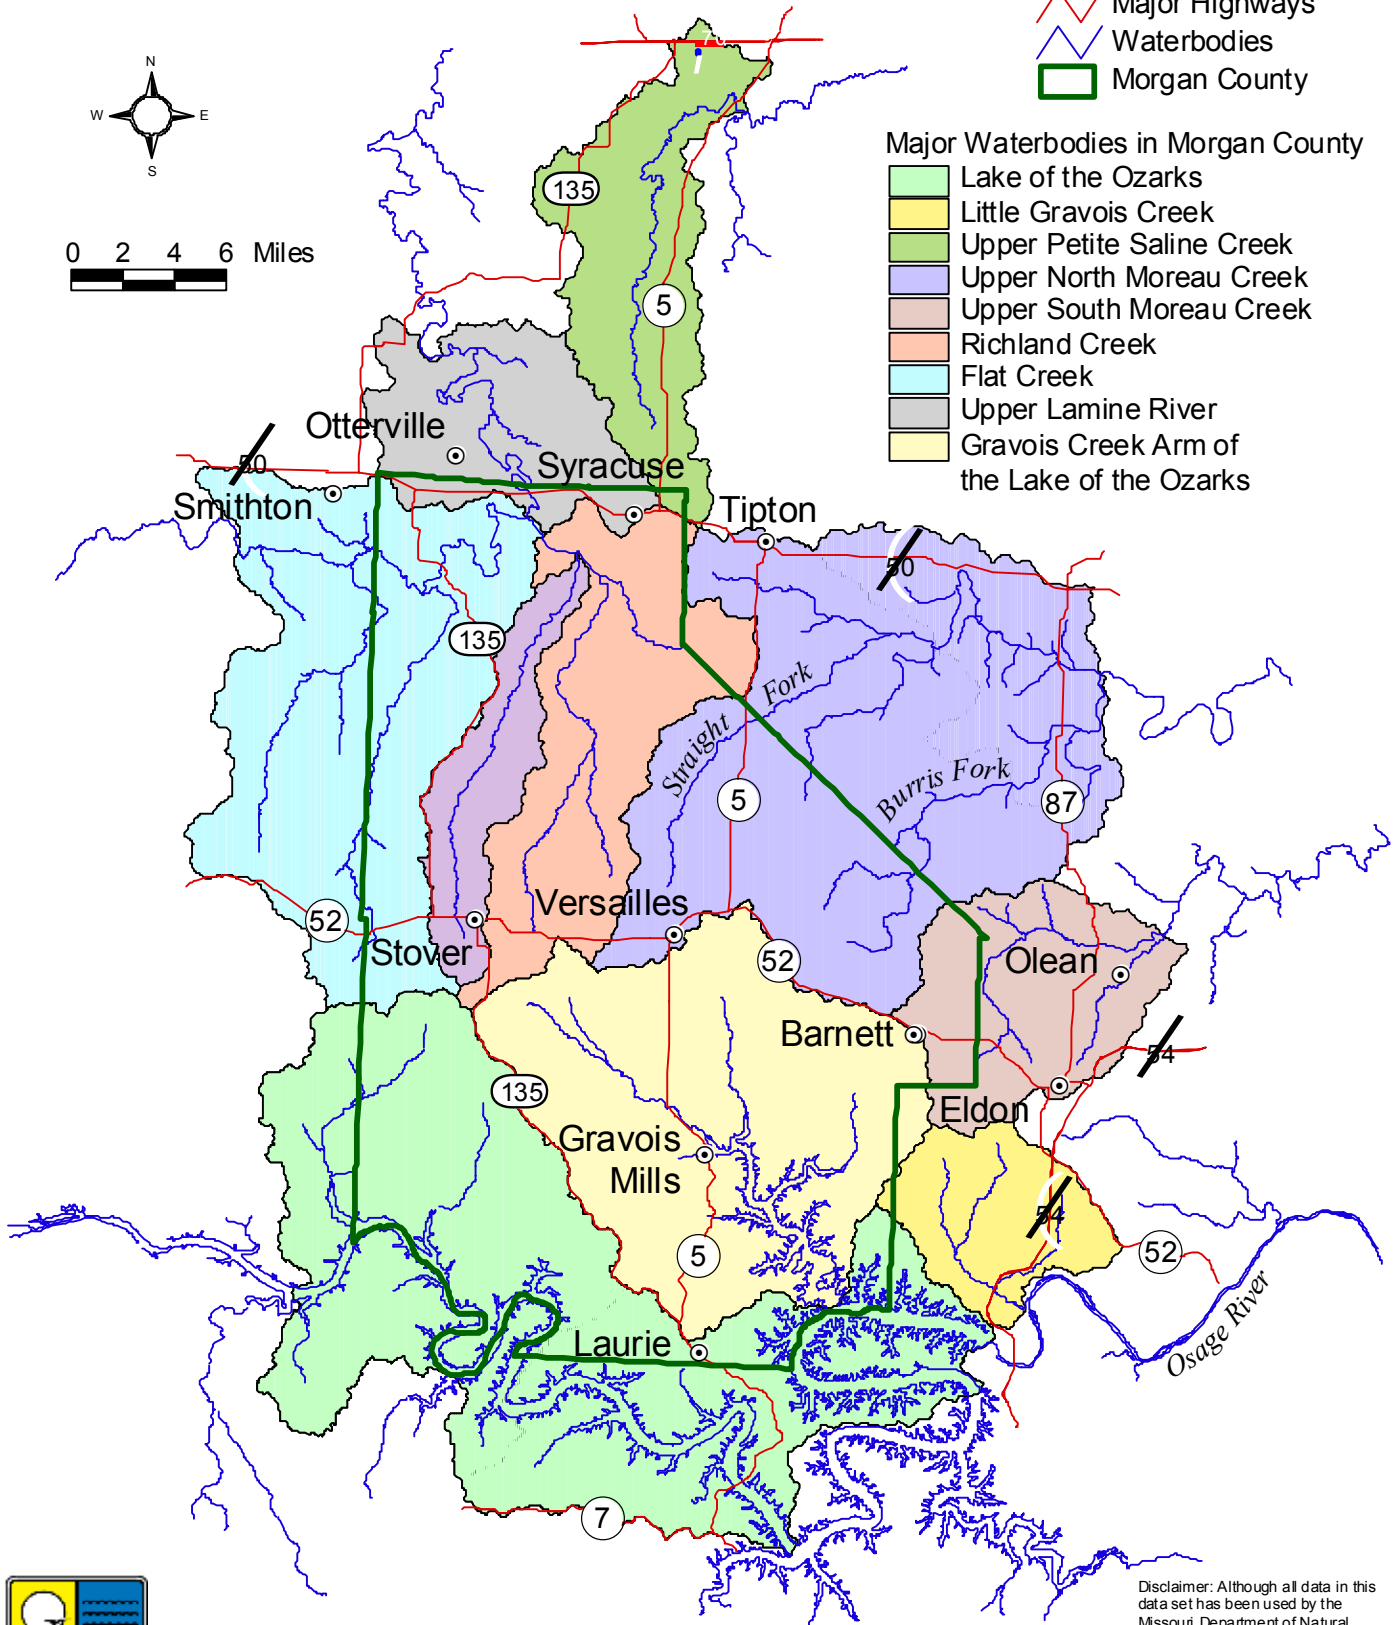 Major Highways
Waterbodies
Morgan County
Major Waterbodies in Morgan County
Lake of the Ozarks
Little Gravois Creek
Upper Petite Saline Creek
Upper North Moreau Creek
Upper South Moreau Creek
Richland Creek
Flat Creek
Upper Lamine River
Gravois Creek Arm of
the Lake of the Ozarks
N
W E
S
0 2 4 6 Miles
70
135
5
Otterville
Syracuse
50
Smithton
Tipton
50
135
Straight Fork
Burris Fork
5
87
52
Versailles
Stover
52
Olean
Barnett
54
135
Eldon
Gravois
Mills
54
5
52
Osage River
Laurie
7
Disclaimer: Although all data in this
data set has been used by the
Missouri Department of Natural